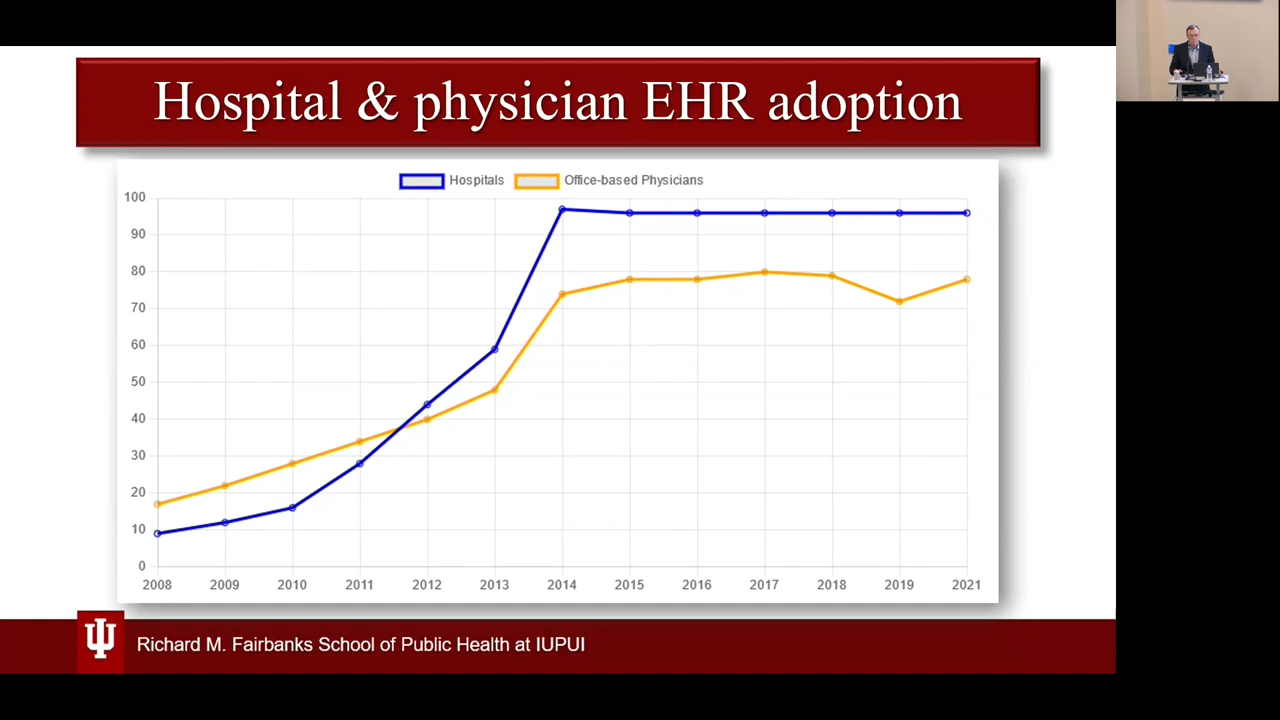 Hospital & physician EHR adoption
Hospitals Office-based Physicians
100
90
80
70
60
50
40
30
20
10
0
2008 2009 2010 2011 2012 2013 2014 2015 2016 2017 2018 2019 2021
Richard M. Fairbanks School of Public Health at IUPUI